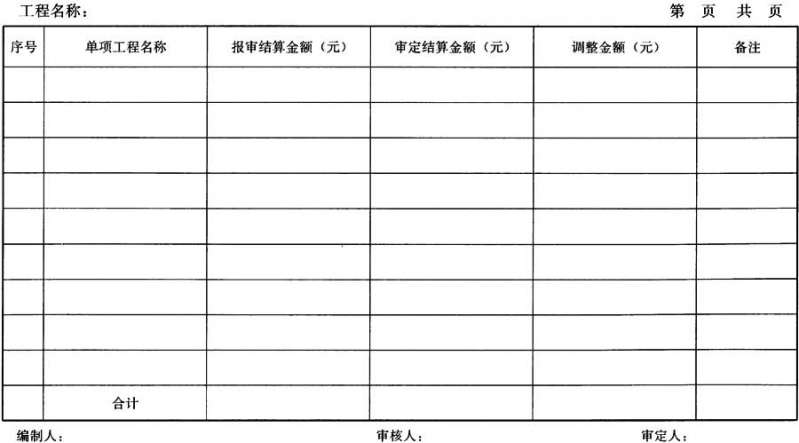 工程名称： 第 页 共 页
序号 单项工程名称 报审结算金额（元） 审定结算金额（元） 调整金额（元） 备注
合计
编制人： 审核人： 审定人：